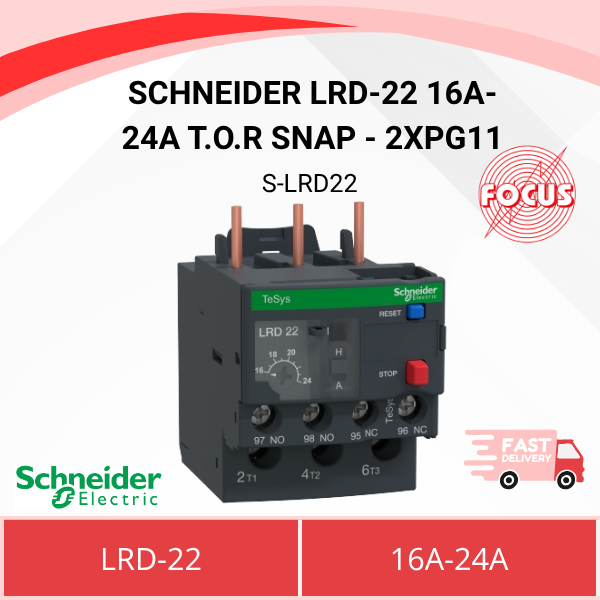 SCHNEIDER LRD-22 16A-
24A T.O.R SNAP - 2XPG11
S-LRD22
FOCUS
TeSys
Schneider
Electric
RESET
LRD 22
18 20
16
24
H
A
STOP
TeSys
97 NO 98 NO 95 NC 96 NC
2T1 4T2 6T3
FAST
DELIVERY
Schneider
Electric
LRD-22 16A-24A